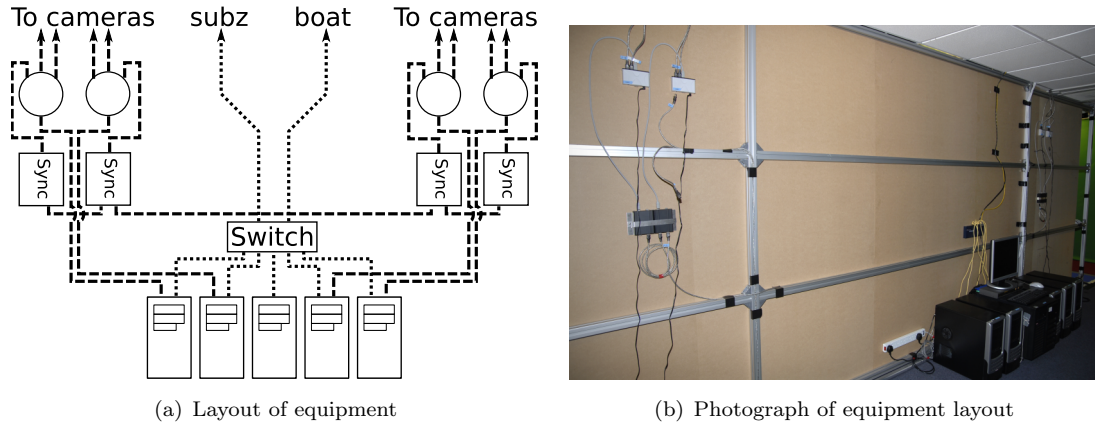 To cameras subz boat To cameras
Sync Sync Sync Sync
Switch
(a) Layout of equipment
(b) Photograph of equipment layout